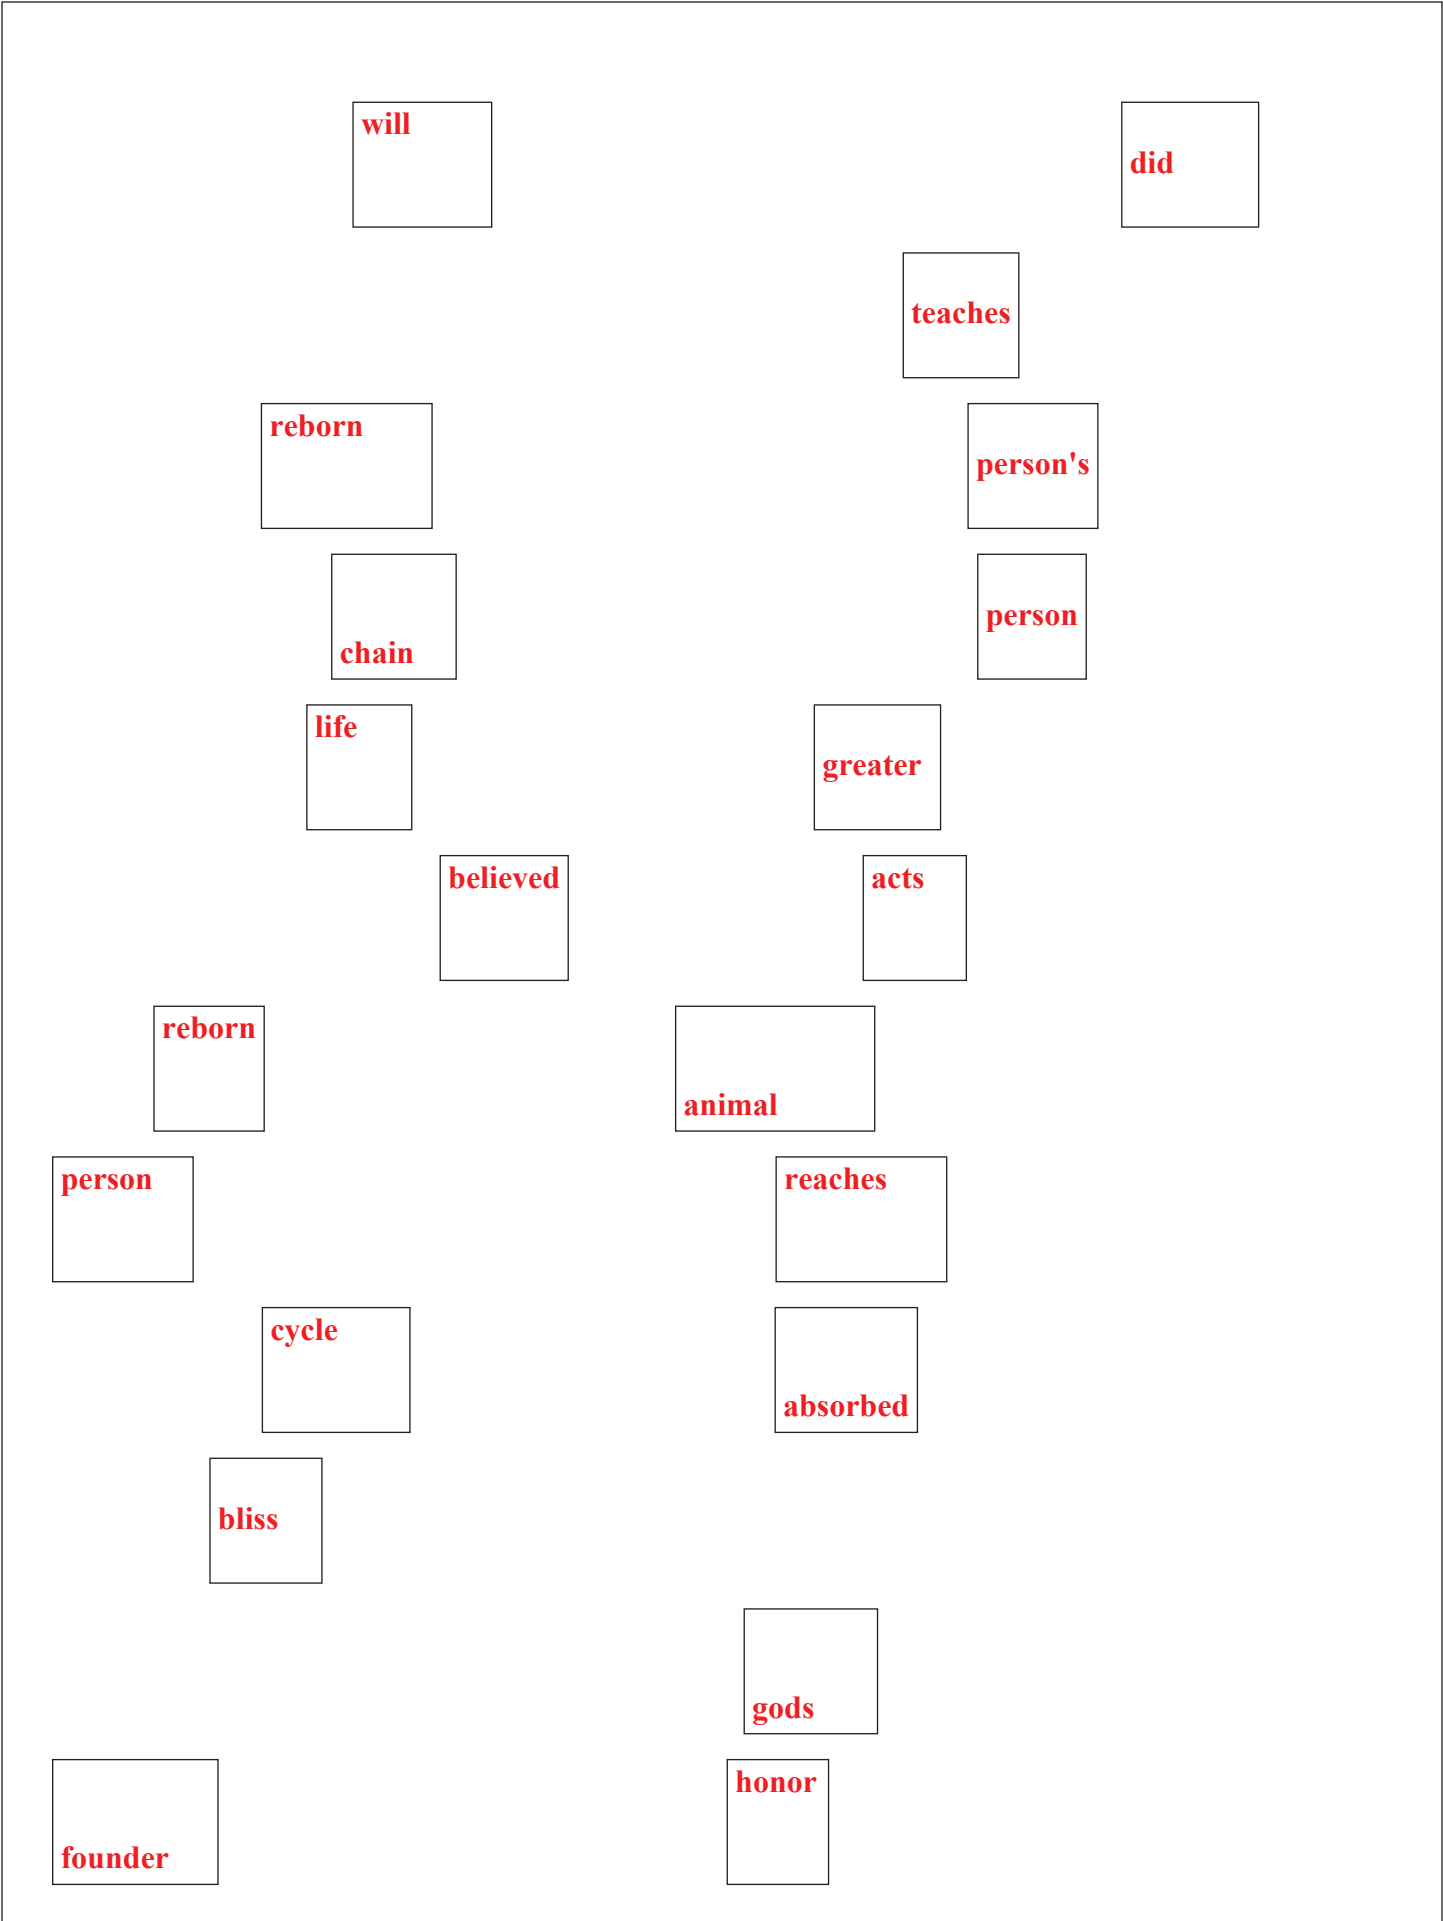 will did
teaches
reborn person's
chain person
life greater
believed acts
reborn animal
person reaches
cycle absorbed
bliss
gods
founder honor